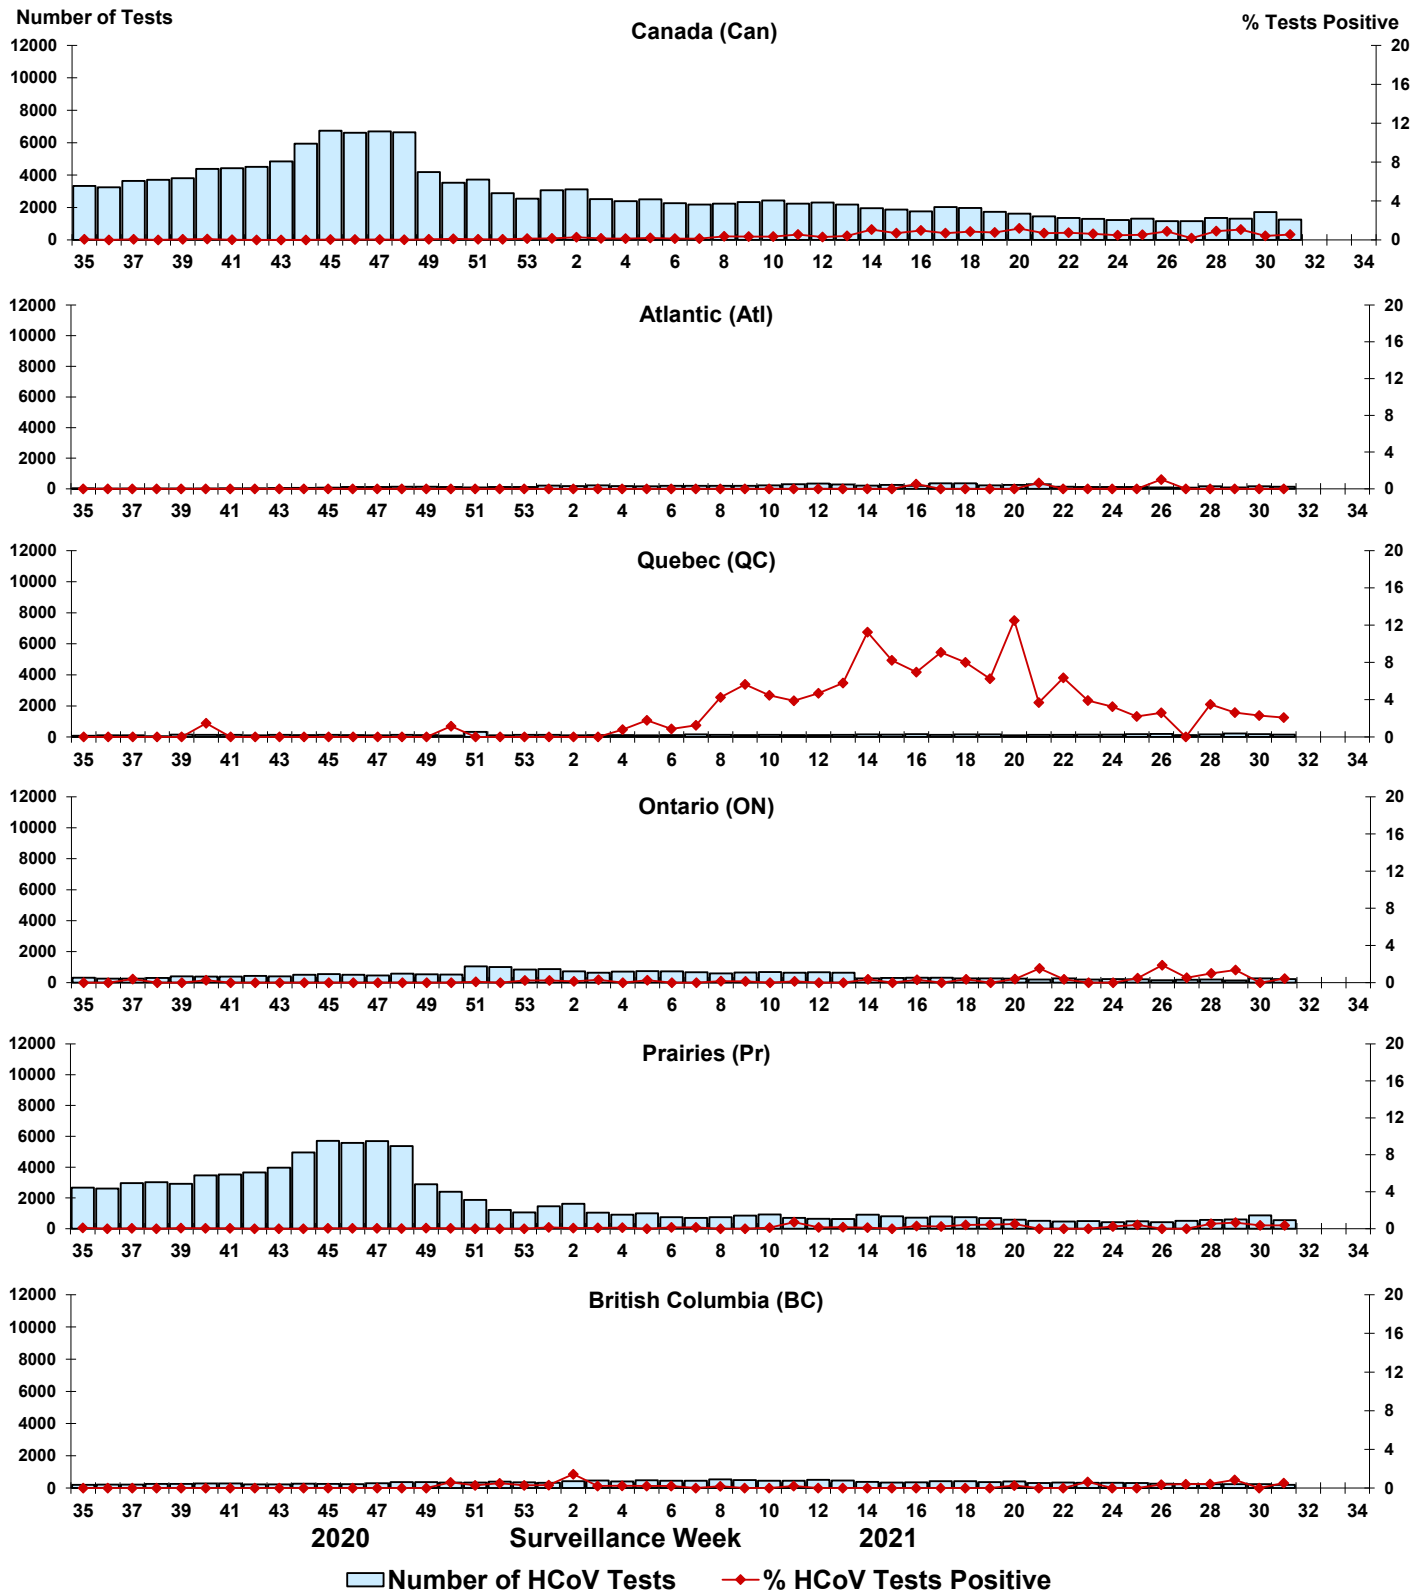 Number of Tests
Canada (Can)
% Tests Positive
12000 10000 8000 6000 4000 2000 0
20 16 12 8 4 0
35 37 39 41 43 45 47 49 51 53 2 4 6 8 10 12 14 16 18 20 22 24 26 28 30 32 34
Atlantic (Atl)
12000 10000 8000 6000 4000 2000 0
20 16 12 8 4 0
35 37 39 41 43 45 47 49 51 53 2 4 6 8 10 12 14 16 18 20 22 24 26 28 30 32 34
Quebec (QC)
12000 10000 8000 6000 4000 2000 0
20 16 12 8 4 0
35 37 39 41 43 45 47 49 51 53 2 4 6 8 10 12 14 16 18 20 22 24 26 28 30 32 34
Ontario (ON)
12000 10000 8000 6000 4000 2000 0
20 16 12 8 4 0
35 37 39 41 43 45 47 49 51 53 2 4 6 8 10 12 14 16 18 20 22 24 26 28 30 32 34
Prairies (Pr)
12000 10000 8000 6000 4000 2000 0
20 16 12 8 4 0
35 37 39 41 43 45 47 49 51 53 2 4 6 8 10 12 14 16 18 20 22 24 26 28 30 32 34
British Columbia (BC)
12000 10000 8000 6000 4000 2000 0
20 16 12 8 4 0
35 37 39 41 43 45 47 49 51 53 2 4 6 8 10 12 14 16 18 20 22 24 26 28 30 32 34
2020 Surveillance Week 2021
Number of HCoV Tests % HCoV Tests Positive